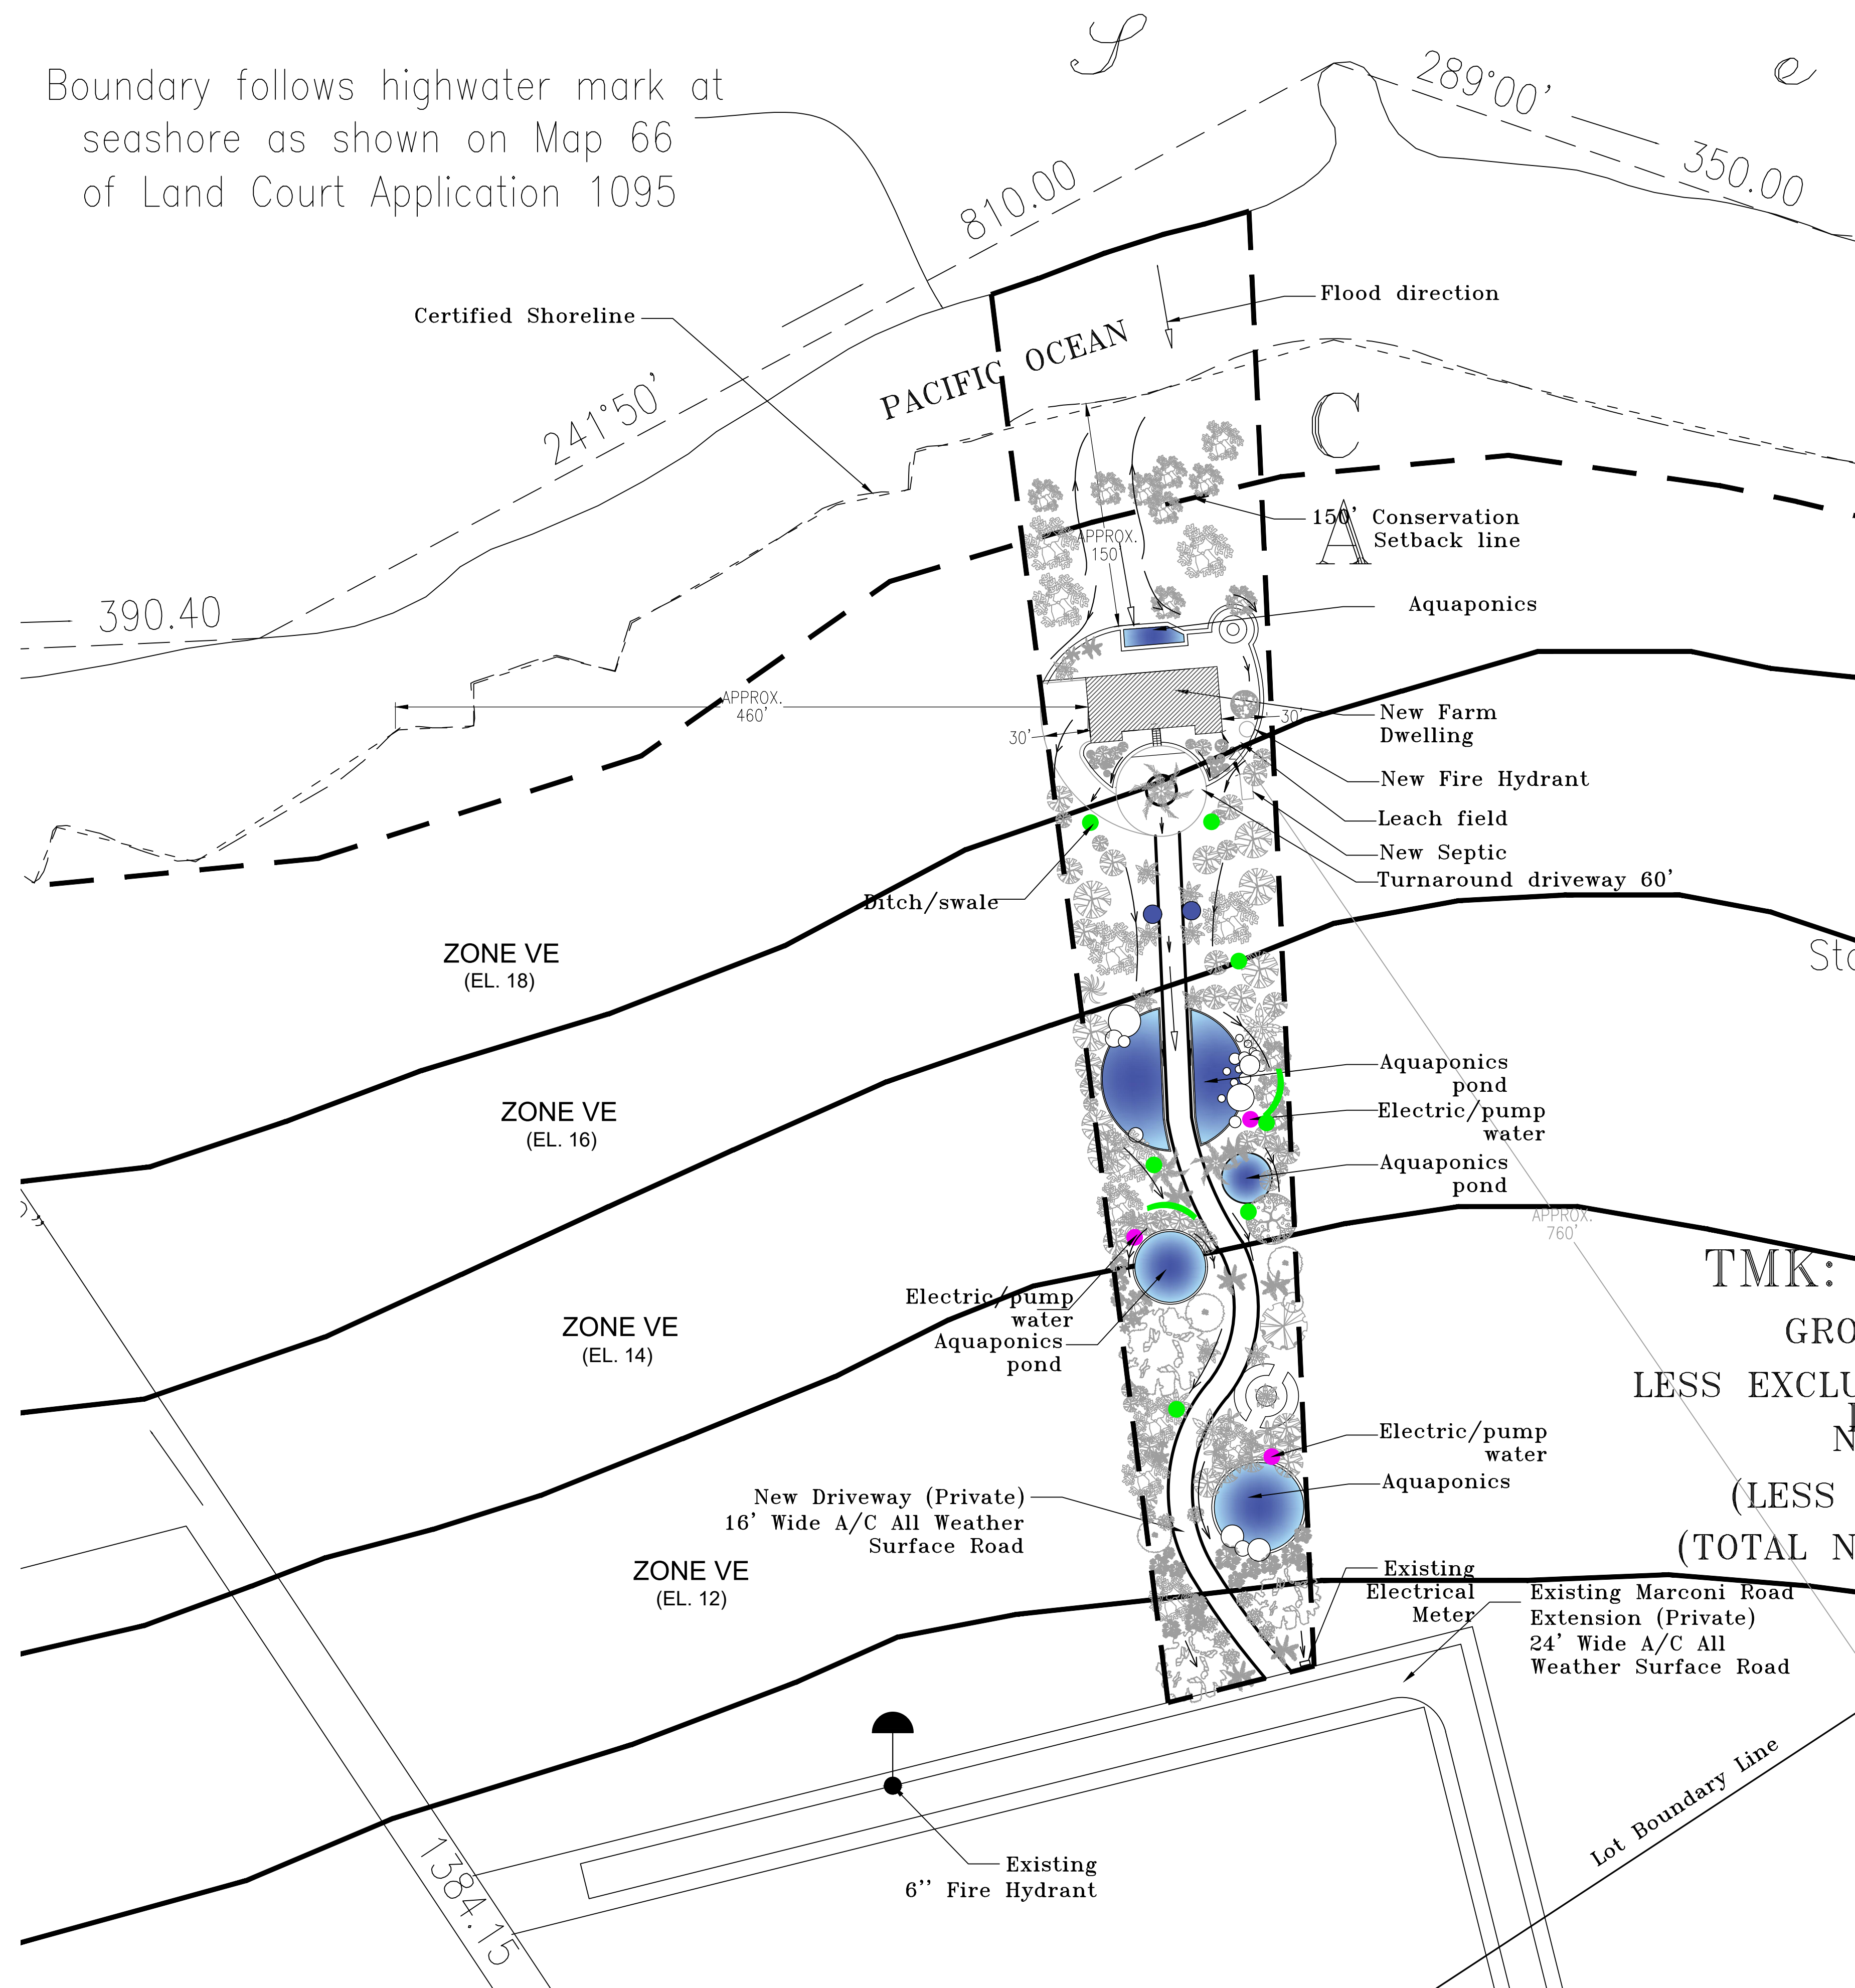 S
e
Boundary follows highwater mark at
seashore as shown on Map 66
of Land Court Application 1095
289°00'
350.00
810.00
Flood direction
Certified Shoreline
PACIFIC OCEAN
241°50'
C
150' Conservation
Setback line
A
APPROX.
150'
390.40
Aquaponics
APPROX.
460'
30'
30'
New Farm
Dwelling
New Fire Hydrant
Leach field
New Septic
Turnaround driveway 60'
Ditch/swale
ZONE VE
(EL. 18)
Aquaponics
pond
Electric/pump
water
ZONE VE
(EL. 16)
Aquaponics
pond
APPROX.
760'
TMK:
Electric/pump
water
Aquaponics
pond
ZONE VE
(EL. 14)
LESS
Electric/pump
water
Aquaponics
(LESS
New Driveway (Private)
16' Wide A/C All Weather
Surface Road
(TOTAL
ZONE VE
(EL. 12)
Existing
Electrical
Meter
Existing Marconi Road
Extension (Private)
24' Wide A/C All
Weather Surface Road
Lot Boundary Line
1384.15
Existing
6'' Fire Hydrant